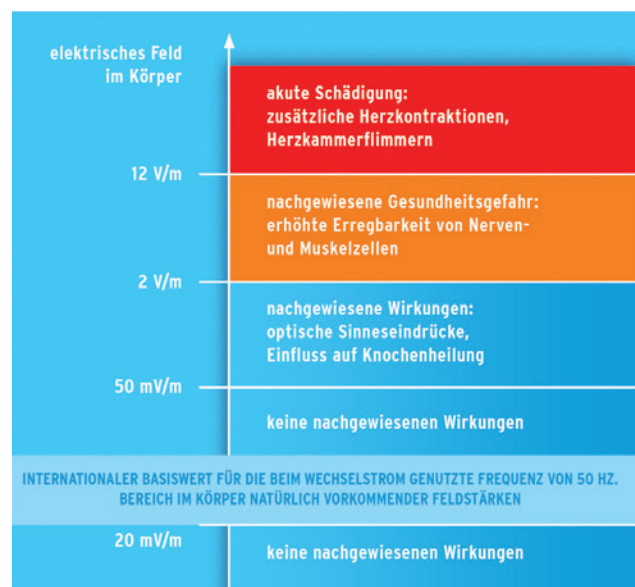 elektrisches Feld
im Körper
akute Schädigung:
zusätzliche Herzkontraktionen,
Herzkammerflimmern
12 V/m
nachgewiesene Gesundheitsgefahr:
erhöhte Erregbarkeit von Nerven-
und Muskelzellen
2 V/m
nachgewiesene Wirkungen:
optische Sinneseindrücke,
Einfluss auf Knochenheilung
50 mV/m
keine nachgewiesenen Wirkungen
INTERNATIONALER BASISWERT FÜR DIE BEIM WECHSELSTROM GENUTZTE FREQUENZ VON 50 HZ.
BEREICH IM KÖRPER NATÜRLICH VORKOMMENDER FELDSTÄRKEN
20 mV/m
keine nachgewiesenen Wirkungen